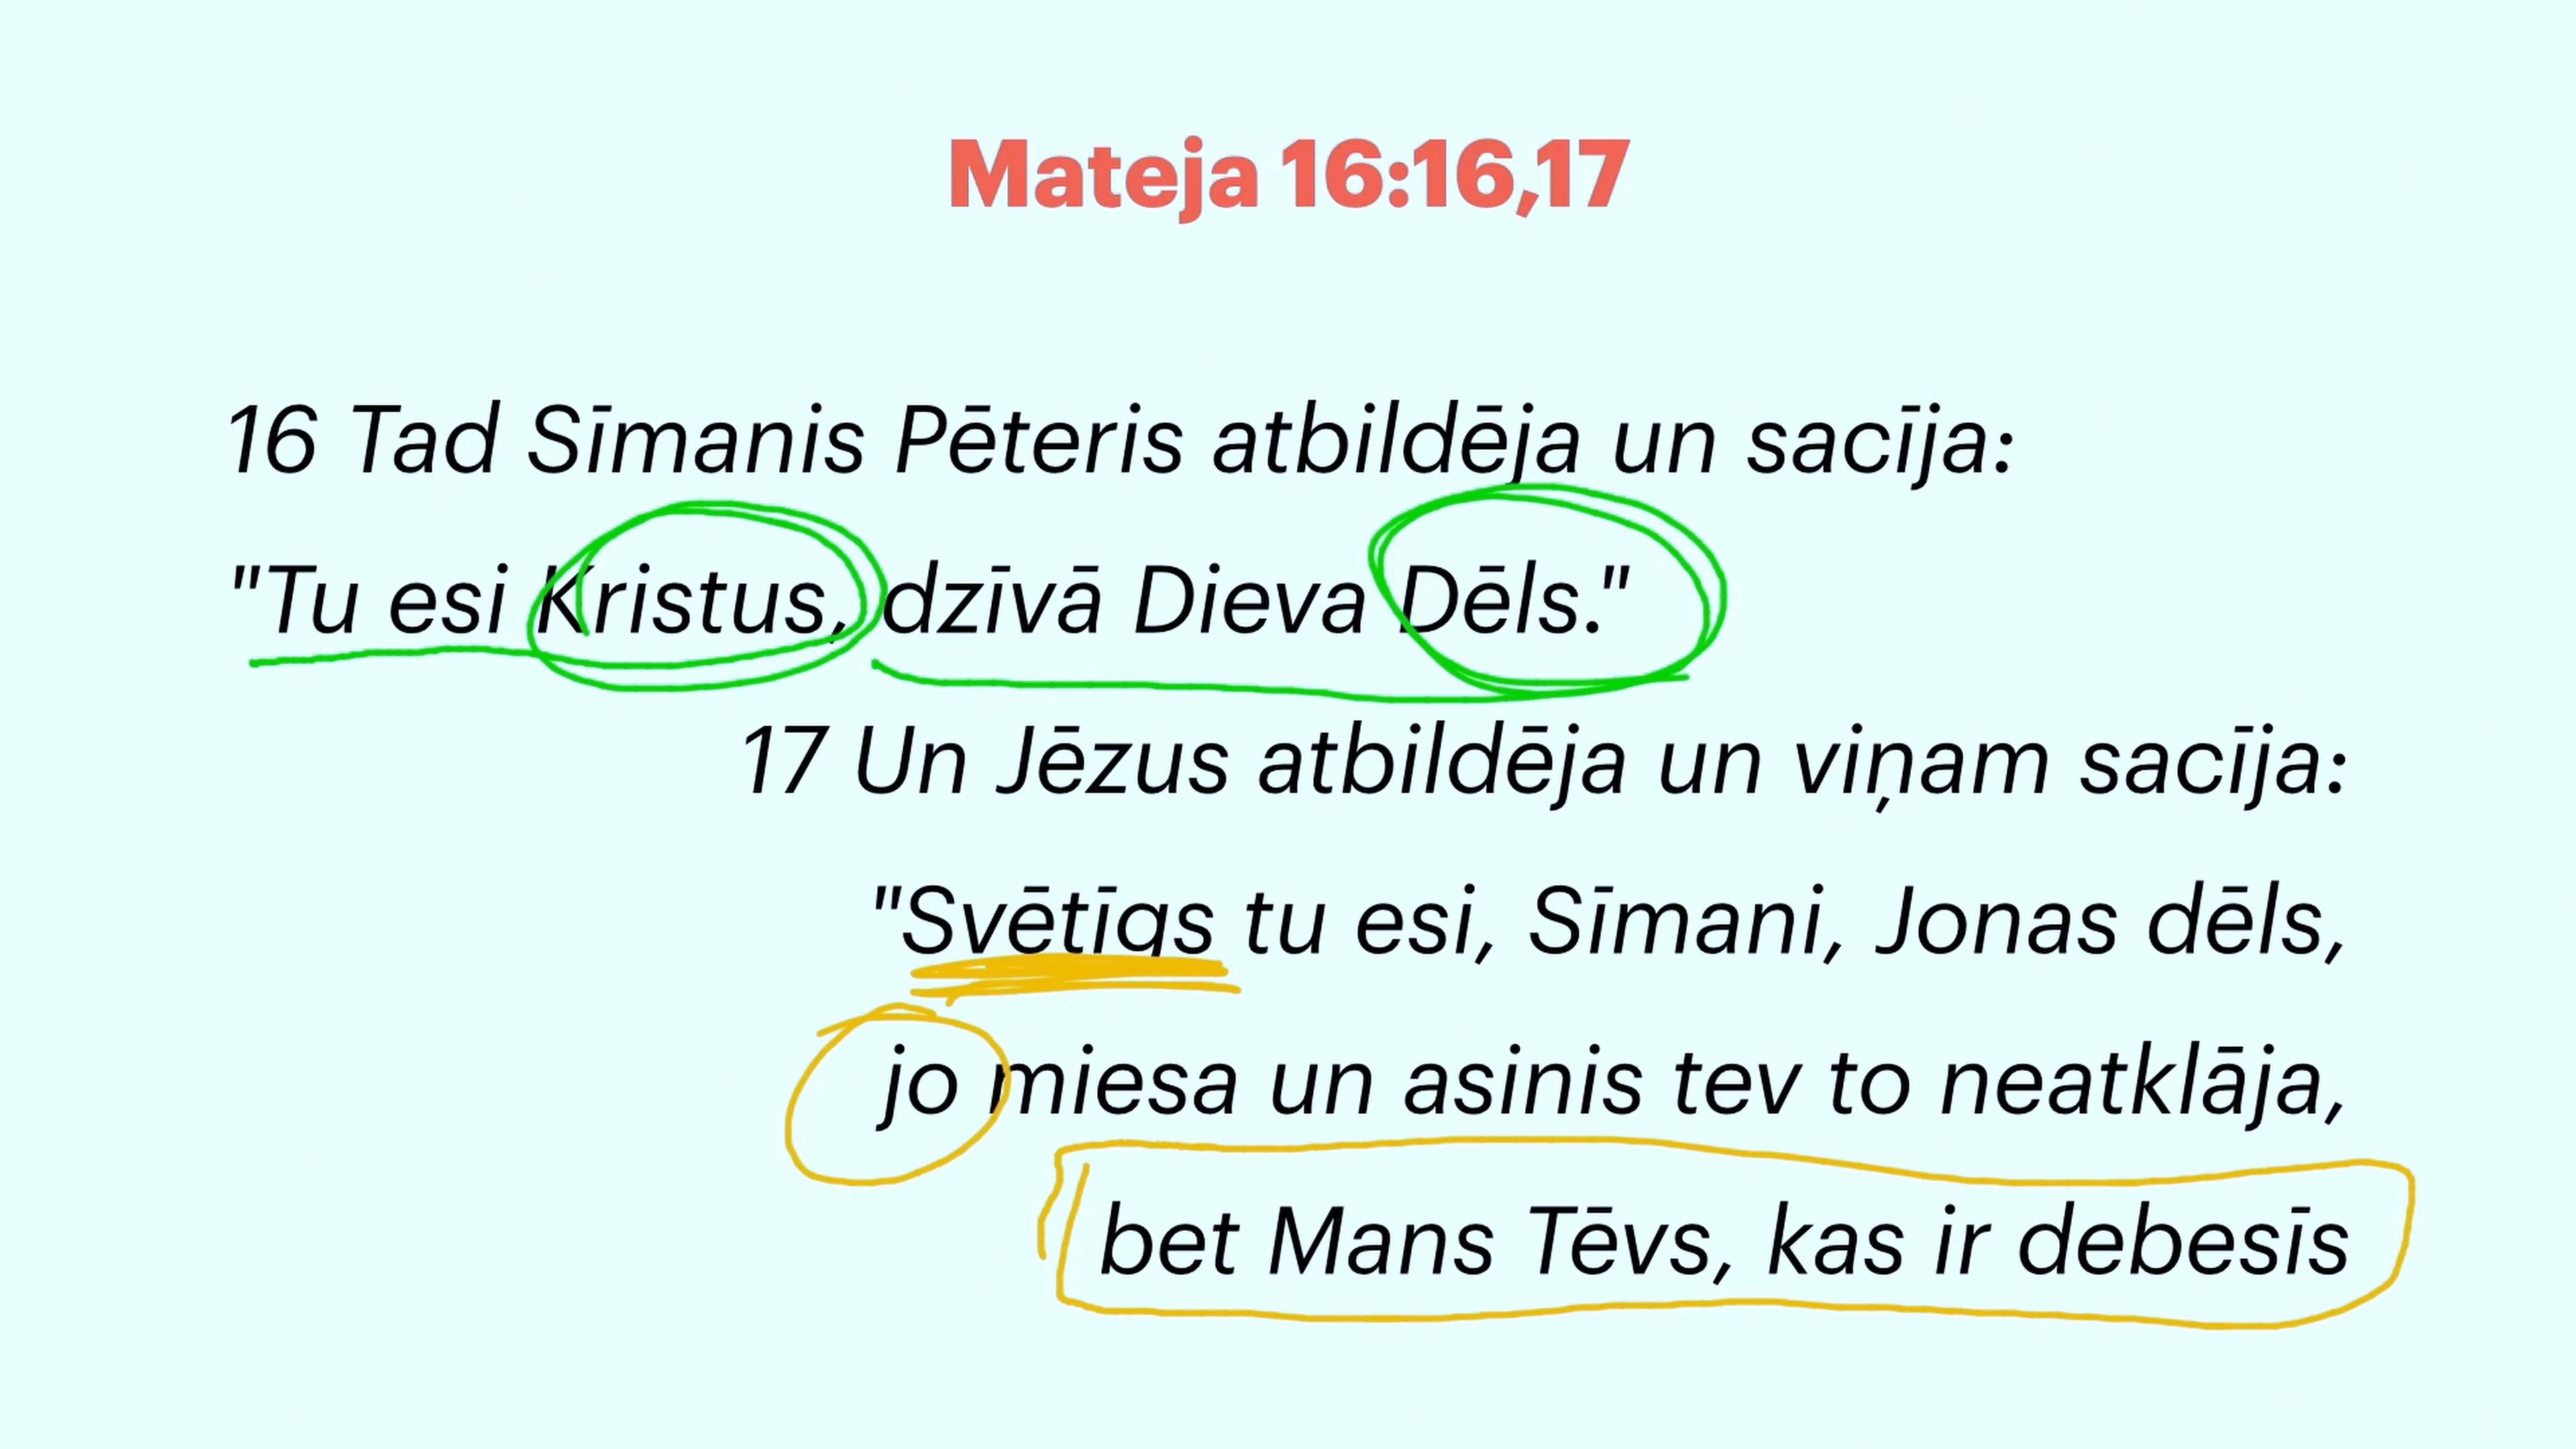 Mateja 16:16,17
16 Tad Sīmanis Pēteris atbildēja un sacīja:
"Tu esi Kristus, dzīvā Dieva Dēls."
17 Un Jēzus atbildēja un viņam sacīja:
"Svētīgs tu esi, Sīmani, Jonas dēls,
jo miesa un asinis tev to neatklāja,
bet Mans Tēvs, kas ir debesīs